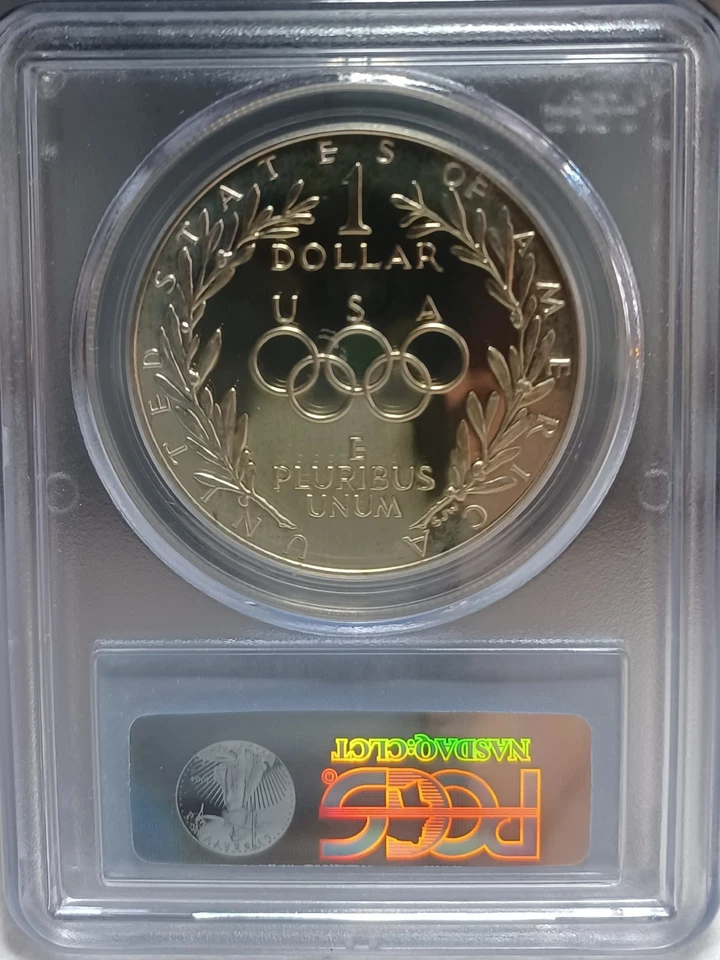 UNITED STATES OF AMERICA
1
DOLLAR
USA
E
PLURIBUS
UNUM
NASDAQ:CLCT
PCGS